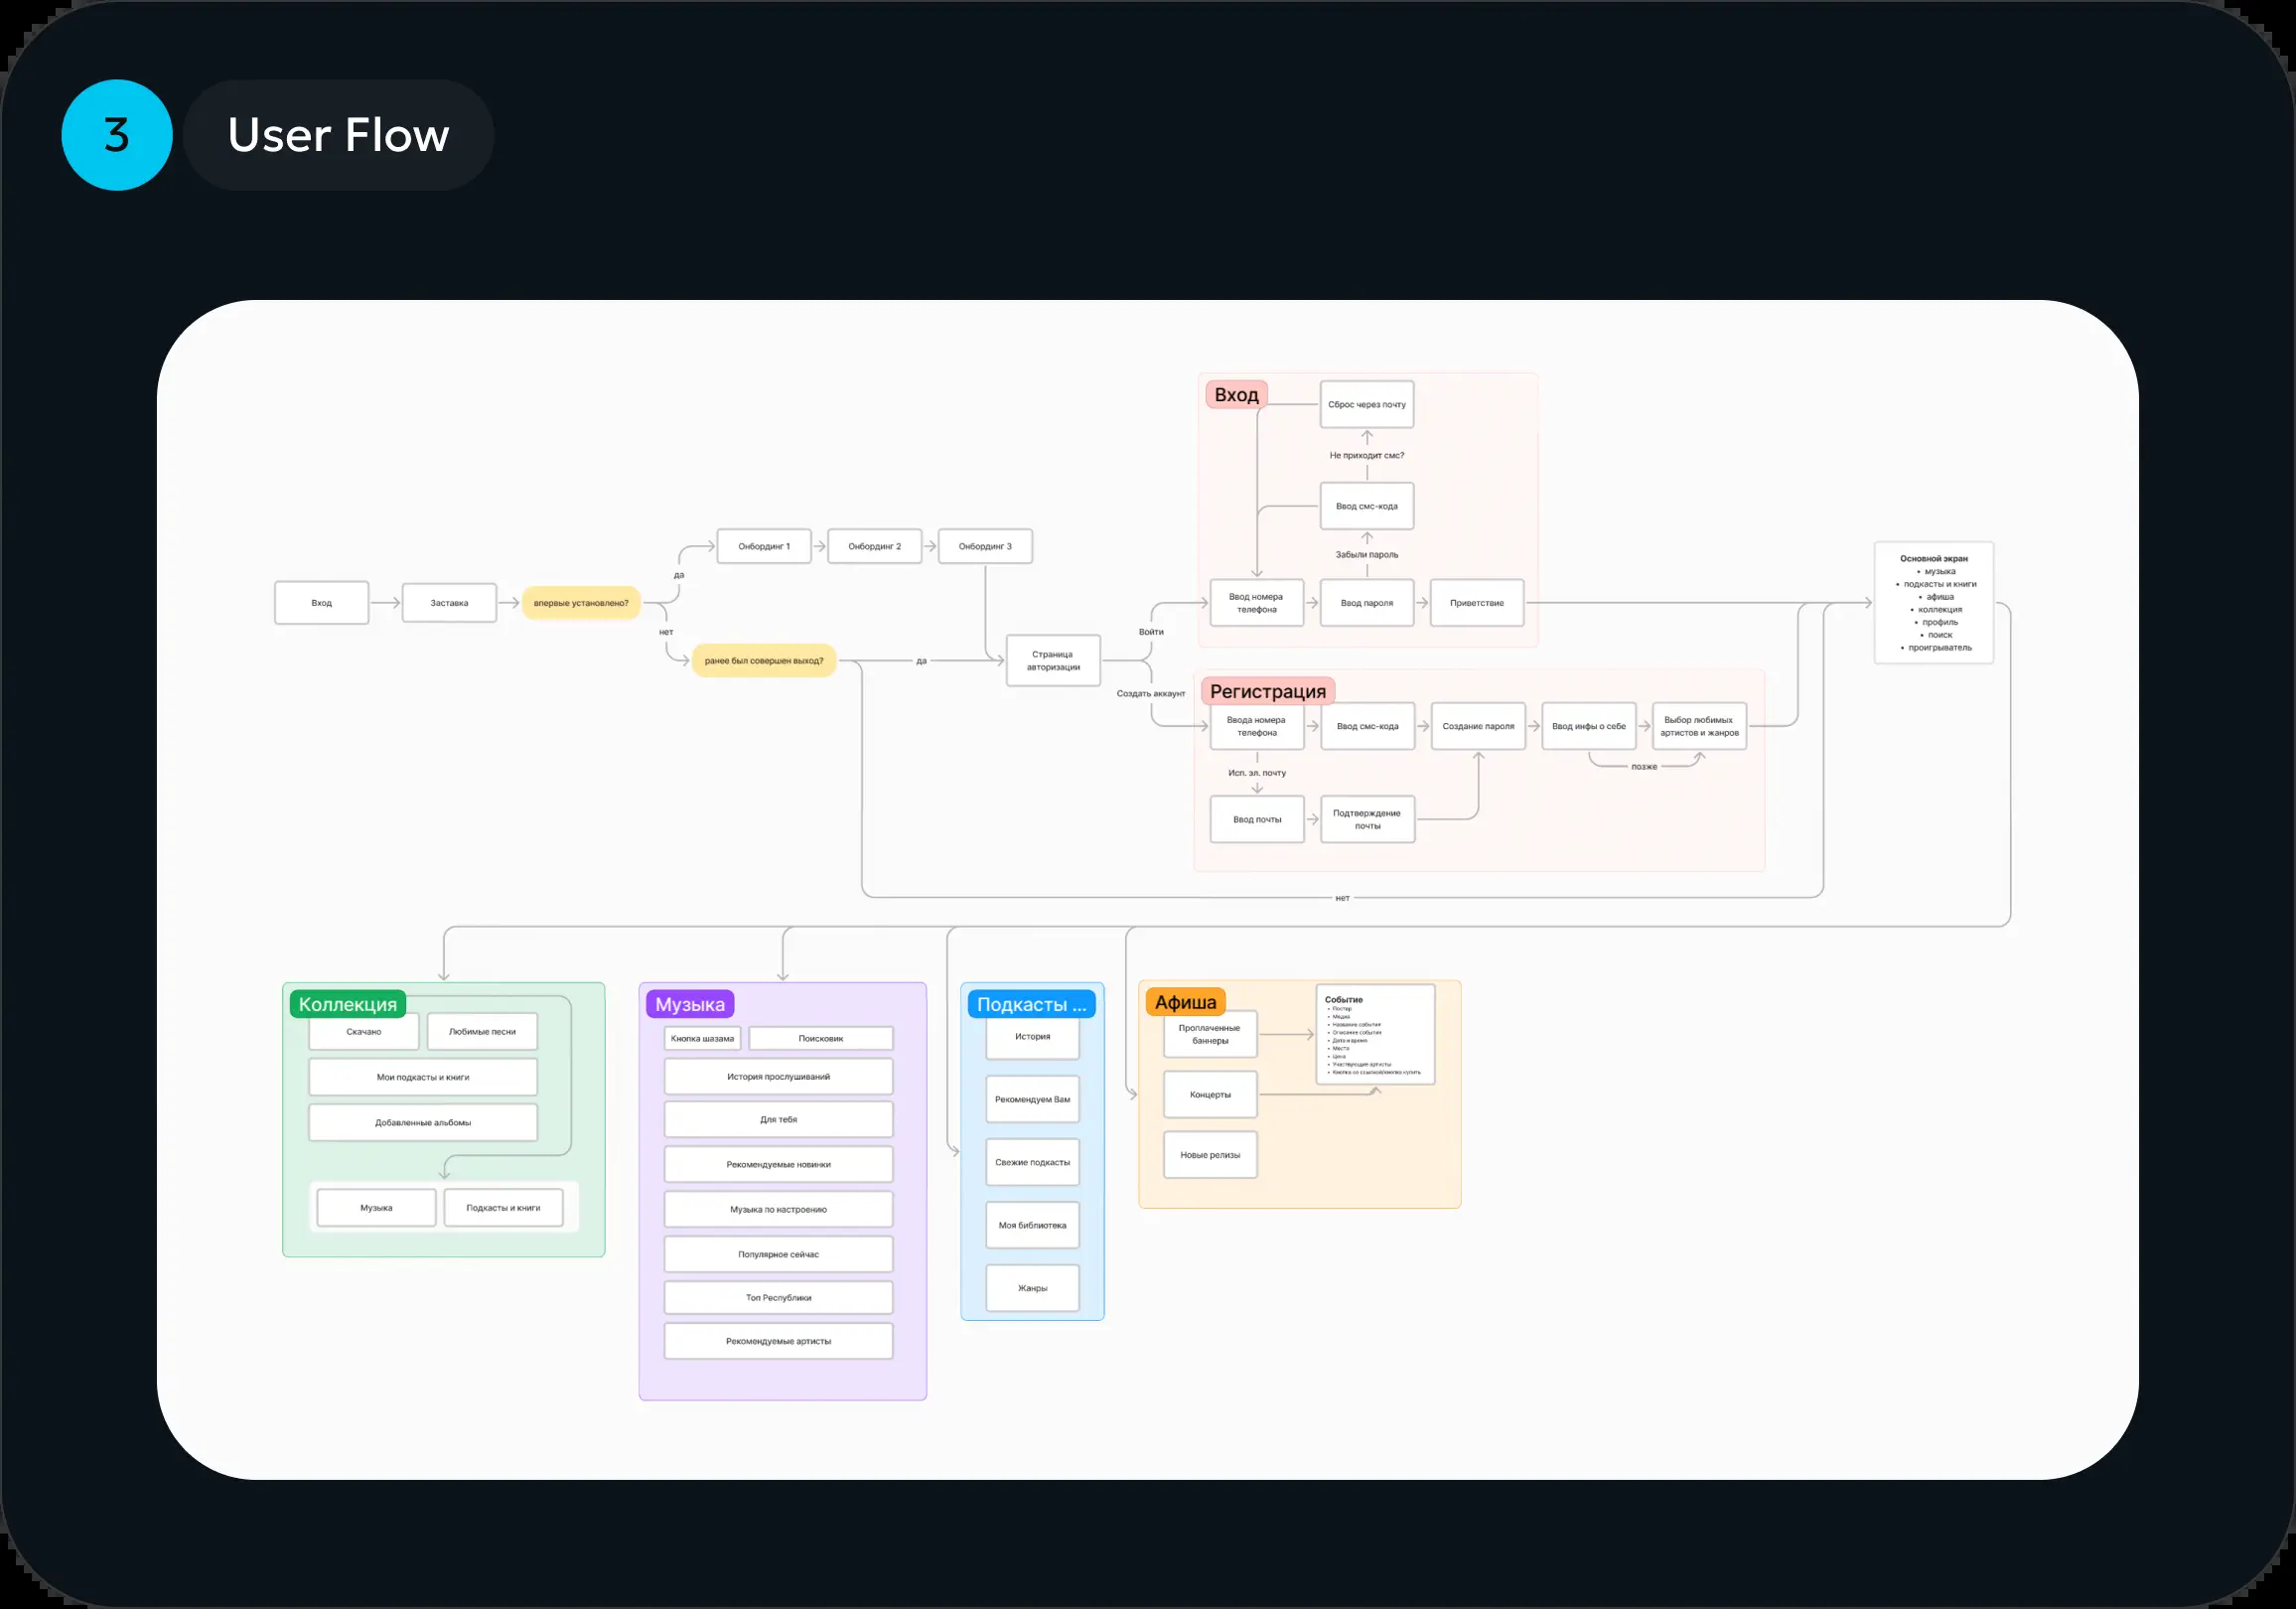 3
User Flow
Вход
Сброс через почту
Не приходит смс?
Ввод смс-кода
Забыли пароль
Ввод номера
телефона
Ввод пароля
Приветствие
Вход
Заставка
впервые установлено?
да
нет
Онбординг 1
Онбординг 2
Онбординг 3
ранее был совершен выход?
да
Страница
авторизации
Войти
Создать аккаунт
Основной экран
• музыка
• подкасты и книги
• афиша
• коллекция
• профиль
• поиск
• проигрыватель
Регистрация
Ввода номера
телефона
Ввод смс-кода
Создание пароля
Ввод инфы о себе
Выбор любимых
артистов и жанров
позже
Исп. эл. почту
Ввод почты
Подтверждение
почты
нет
Коллекция
Скачано
Любимые песни
Мои подкасты и книги
Добавленные альбомы
Музыка
Подкасты и книги
Музыка
Кнопка шазама
Поисковик
История прослушиваний
Для тебя
Рекомендуемые новинки
Музыка по настроению
Популярное сейчас
Топ Республики
Рекомендуемые артисты
Подкасты ...
История
Рекомендуем Вам
Свежие подкасты
Моя библиотека
Жанры
Афиша
Проплаченные
баннеры
Концерты
Новые релизы
Событие
• Постер
• Медиа
• Название события
• Описание события
• Дата и время
• Место
• Цена
• Участвующие артисты
• Кнопка со ссылкой/кнопка купить